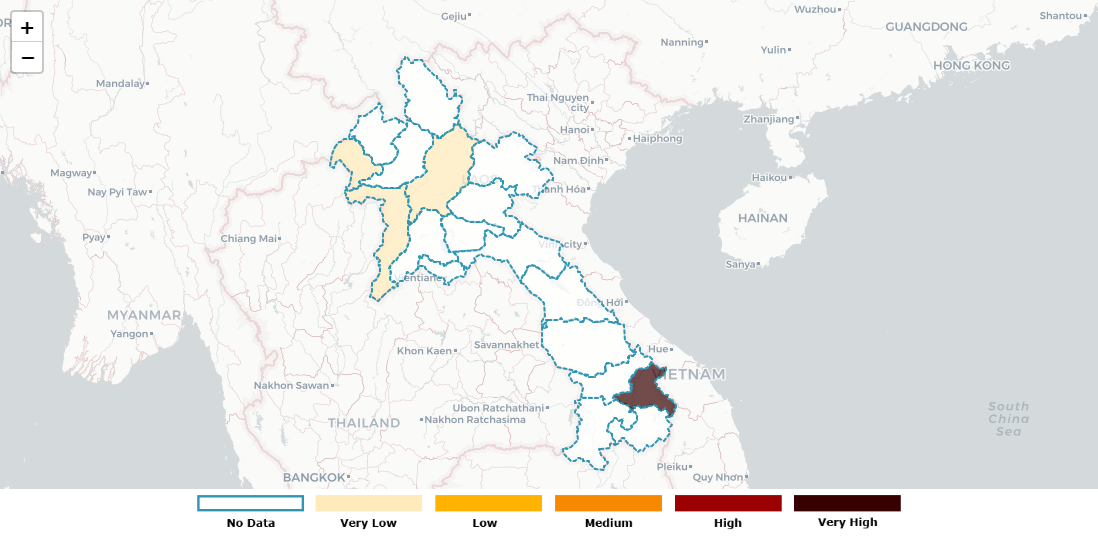 +
−
Gejiu
Wuzhou
GUANGDONG
Shantou
Nanning
Yulin
HONG KONG
Mandalay
Thai Nguyen
city
Zhanjiang
Hanoi
Haiphong
Nam Định
Magway
Nay Pyi Taw
Haikou
HAINAN
Pyay
Chiang Mai
Vinh city
Sanya
Vientiane
Đồng Hới
MYANMAR
Yangon
Khon Kaen
Savannakhet
Hue
VIETNAM
Nakhon Sawan
Ubon Ratchathani
Nakhon Ratchasima
THAILAND
South
China
Sea
Pleiku
Quy Nhơn
BANGKOK
No Data
Very Low
Low
Medium
High
Very High